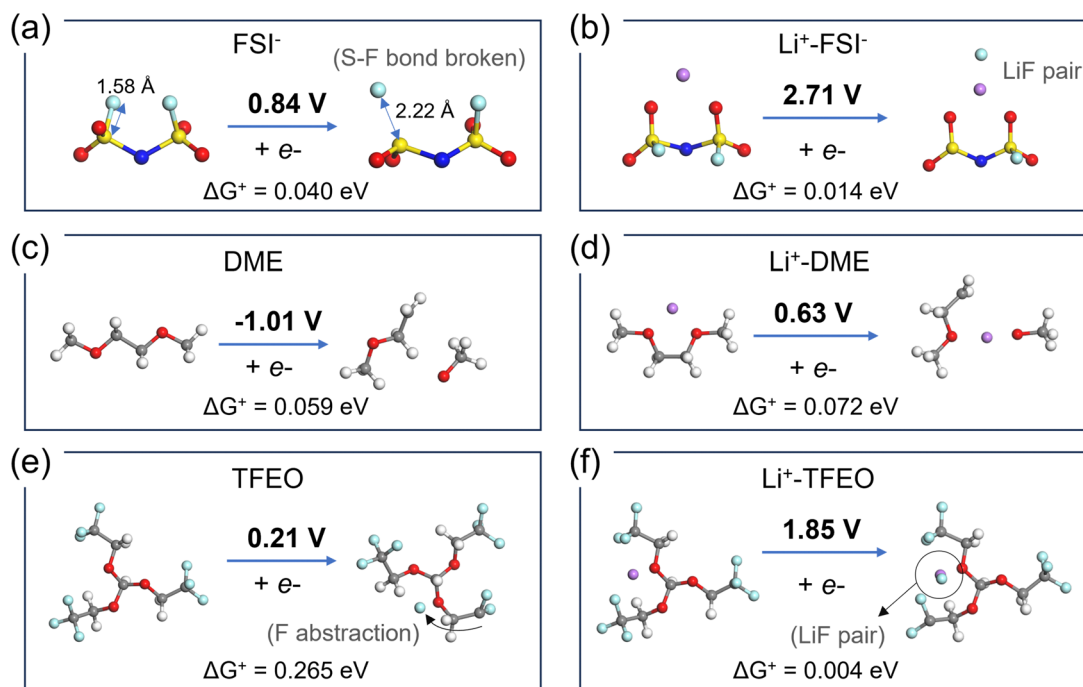 (a)
FSI⁻
(S-F bond broken)
1.58 Å
0.84 V
2.22 Å
+ e-
ΔG⁺ = 0.040 eV
(b)
Li⁺-FSI⁻
LiF pair
2.71 V
+ e-
ΔG⁺ = 0.014 eV
(c)
DME
-1.01 V
+ e-
ΔG⁺ = 0.059 eV
(d)
Li⁺-DME
0.63 V
+ e-
ΔG⁺ = 0.072 eV
(e)
TFEO
0.21 V
+ e-
(F abstraction)
ΔG⁺ = 0.265 eV
(f)
Li⁺-TFEO
1.85 V
+ e-
(LiF pair)
ΔG⁺ = 0.004 eV